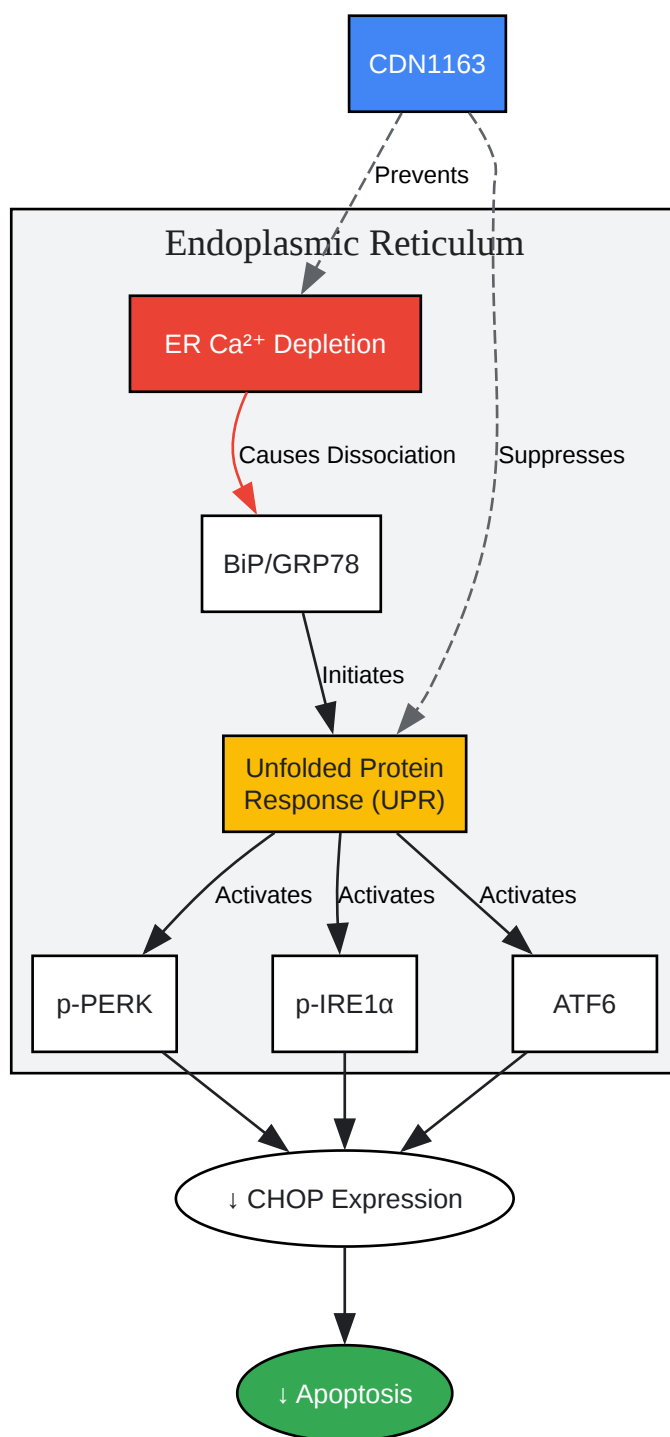 CDN1163
Prevents
Endoplasmic Reticulum
ER Ca²⁺ Depletion
Causes Dissociation
Suppresses
BiP/GRP78
Initiates
Unfolded Protein
Response (UPR)
Activates
Activates
Activates
p-PERK
p-IRE1α
ATF6
↓ CHOP Expression
↓ Apoptosis